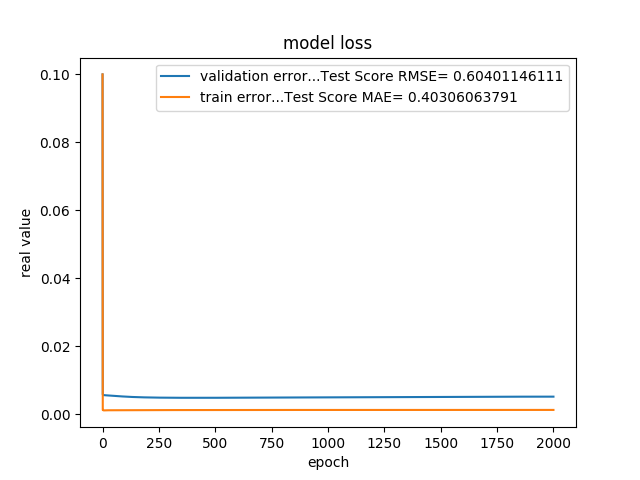 model loss
validation error...Test Score RMSE= 0.60401146111
train error...Test Score MAE= 0.40306063791
real value
0.10
0.08
0.06
0.04
0.02
0.00
0 250 500 750 1000 1250 1500 1750 2000
epoch